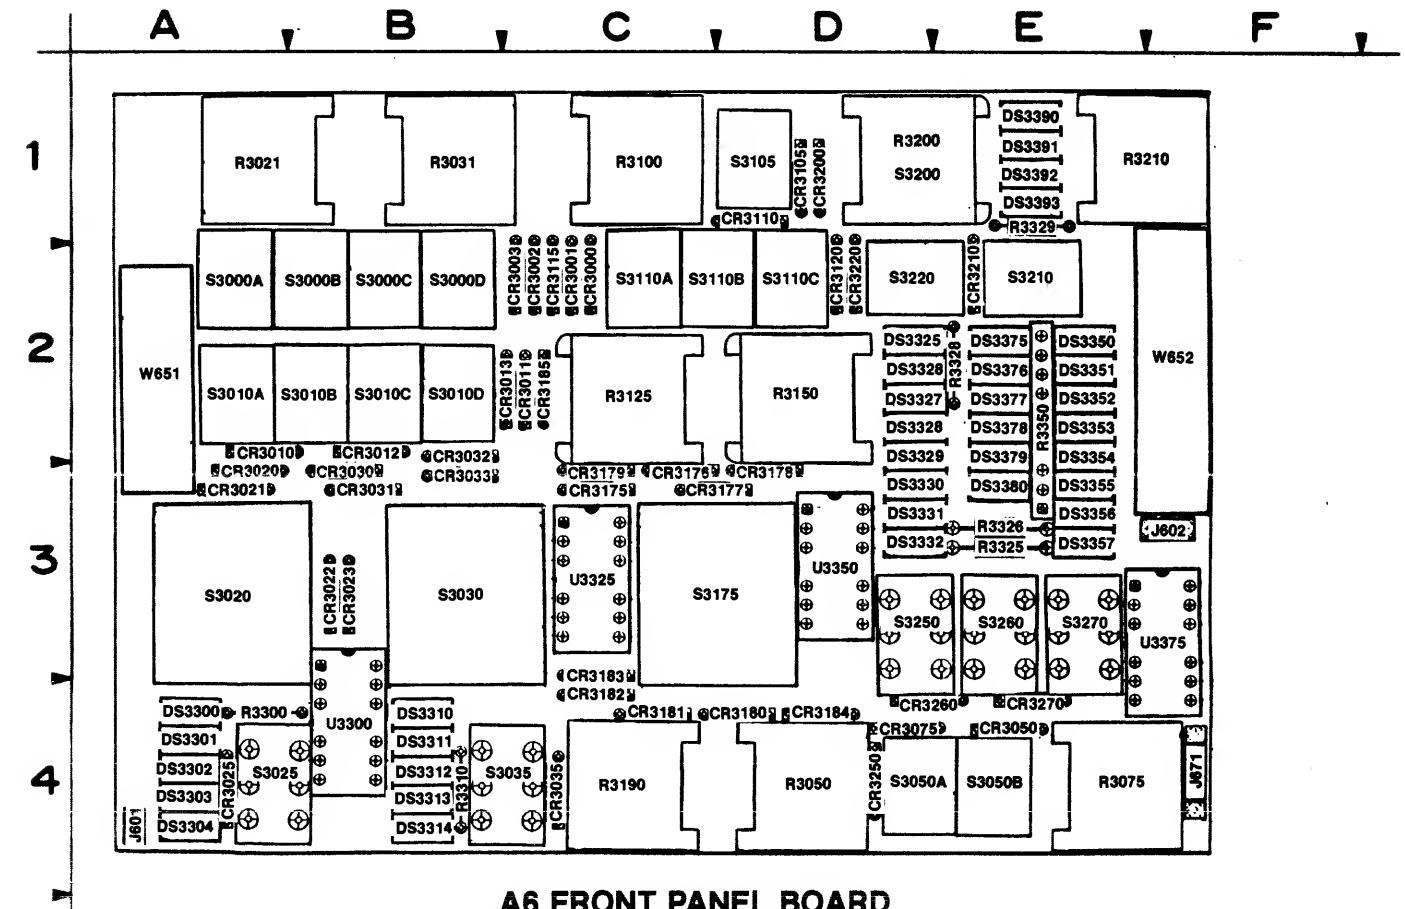 A B C D E F
1
R3021 R3031 R3100 S3105 CR3105 CR3200 R3200 S3200 DS3390 DS3391 DS3392 DS3393 R3210
CR3110 R3329
S3000A S3000B S3000C S3000D CR3003 CR3002 CR3115 CR3001 CR3000 S3110A S3110B S3110C CR3120 CR3220 S3220 CR3210 S3210
2
W651 S3010A S3010B S3010C S3010D CR3013 CR3011 CR3185 R3125 R3150 W652
DS3325 R3328 DS3375 R3350 DS3350
DS3328 DS3376 DS3351
DS3327 DS3377 DS3352
DS3328 DS3378 DS3353
DS3329 DS3379 DS3354
DS3330 DS3380 DS3355
DS3331 R3326 DS3356
DS3332 R3325 DS3357
CR3010 CR3012 CR3032
CR3020 CR3030 CR3033 CR3179 CR3176 CR3178
CR3021 CR3031 CR3175 CR3177
J602
3
S3020 CR3022 CR3023 S3030 U3325 S3175 U3350 S3250 S3260 S3270 U3375
CR3183
CR3182
CR3181 CR3180 CR3184 CR3260 CR3270
CR3075 CR3050
4
DS3300 R3300 U3300 DS3310
DS3301 DS3311
DS3302 CR3025 S3025 DS3312 R3310 S3035 CR3035 R3190 R3050 CR3250 S3050A S3050B R3075 J671
DS3303 DS3313
J601 DS3304 DS3314
A6 FRONT PANEL BOARD